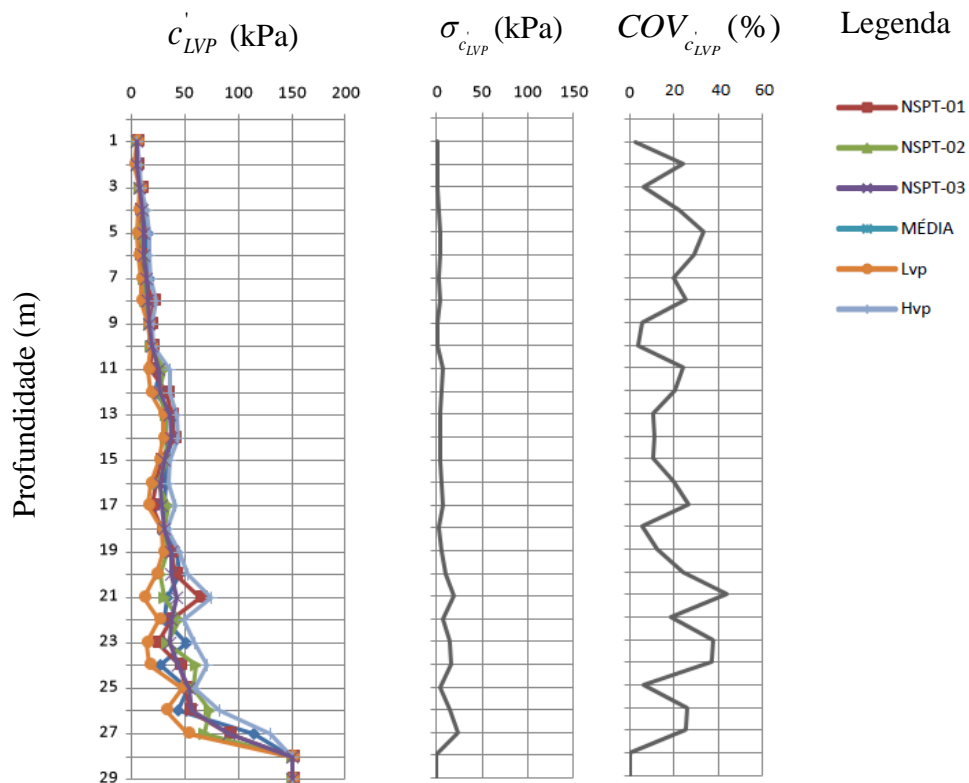 c'LVP (kPa)
σc'LVP (kPa)
COVc'LVP (%)
Legenda
0 50 100 150 200
0 50 100 150
0 20 40 60
1
3
5
7
9
11
13
15
17
19
21
23
25
27
29
Profundidade (m)
NSPT-01
NSPT-02
NSPT-03
MÉDIA
Lvp
Hvp